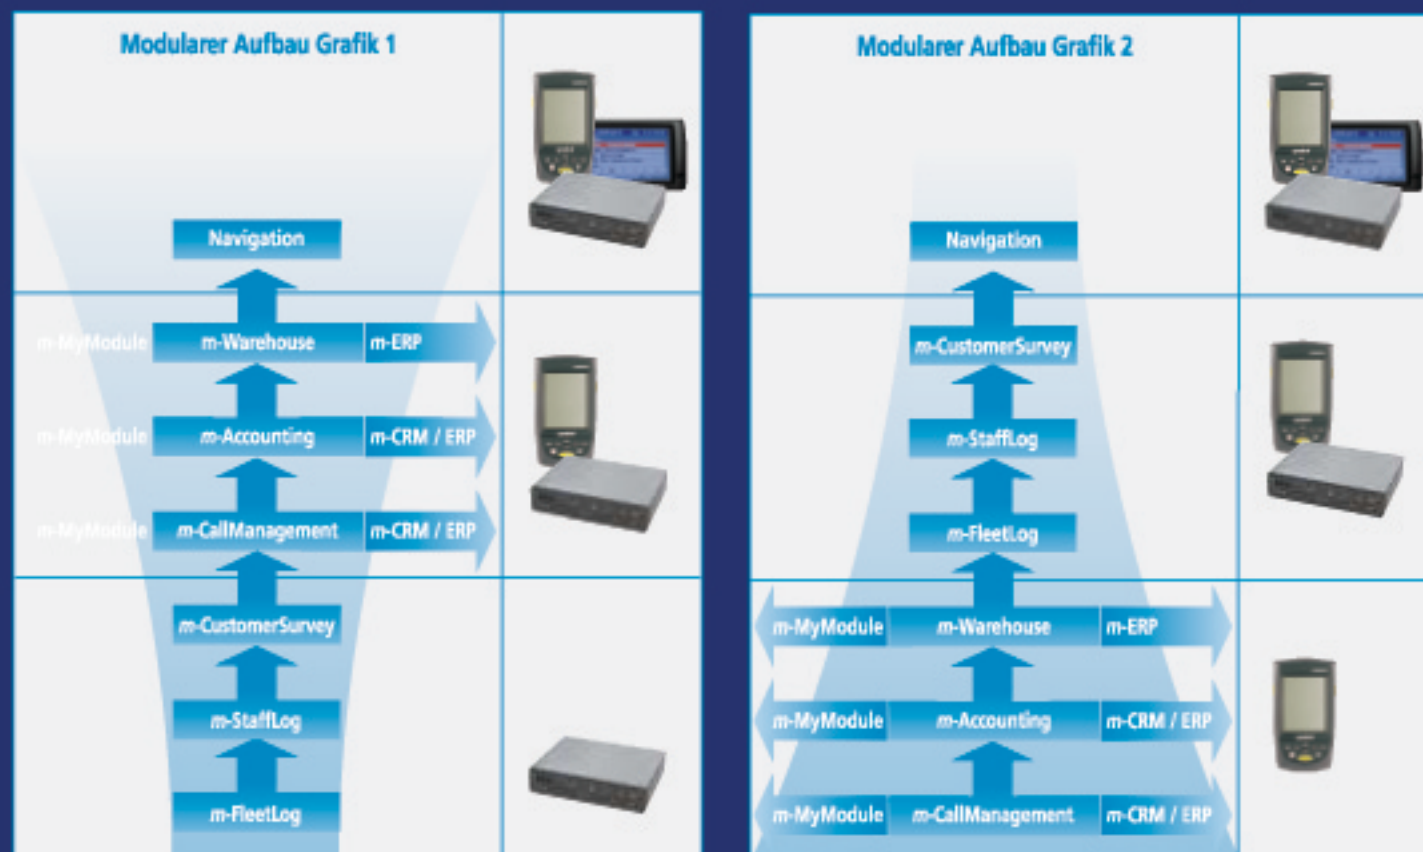 Modularer Aufbau Grafik 1
Navigation
m-MyModule m-Warehouse m-ERP
m-MyModule m-Accounting m-CRM / ERP
m-MyModule m-CallManagement m-CRM / ERP
m-CustomerSurvey
m-StaffLog
m-FleetLog
Modularer Aufbau Grafik 2
Navigation
m-CustomerSurvey
m-StaffLog
m-FleetLog
m-MyModule m-Warehouse m-ERP
m-MyModule m-Accounting m-CRM / ERP
m-MyModule m-CallManagement m-CRM / ERP